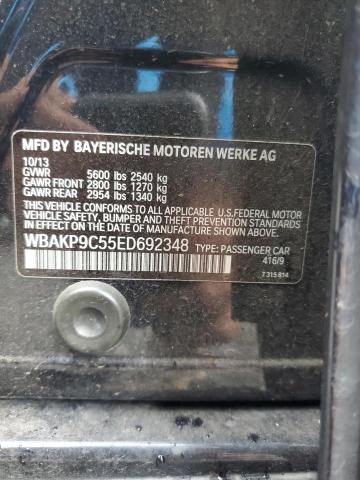 MFD BY BAYERISCHE MOTOREN WERKE AG
10/13
GVWR 5600 lbs 2540 kg
GAWR FRONT 2800 lbs 1270 kg
GAWR REAR 2954 lbs 1340 kg
THIS VEHICLE CONFORMS TO ALL APPLICABLE U.S. FEDERAL MOTOR
VEHICLE SAFETY, BUMPER AND THEFT PREVENTION
STANDARDS IN EFFECT ON THE DATE OF MANUFACTURE SHOWN ABOVE.
WBAKP9C55ED692348 TYPE: PASSENGER CAR
416/9
7 315 814